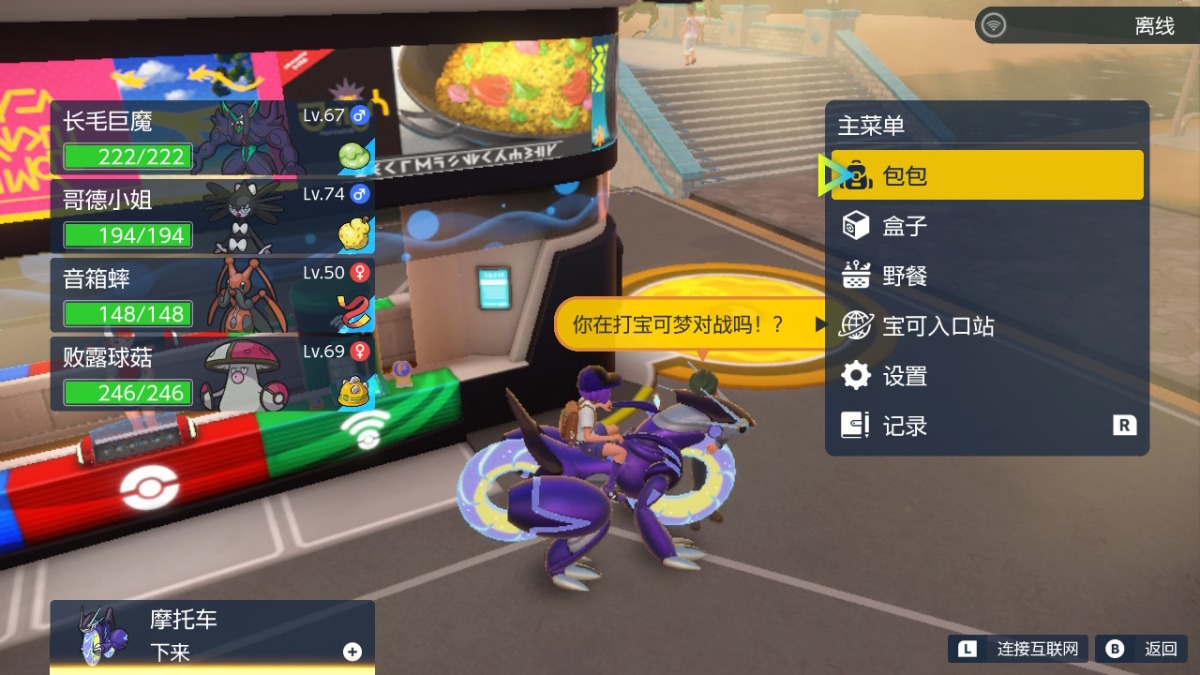 离线
长毛巨魔
Lv.67
222/222
哥德小姐
Lv.74
194/194
音箱蟀
Lv.50
148/148
败露球菇
Lv.69
246/246
主菜单
包包
盒子
野餐
宝可入口站
设置
记录
R
你在打宝可梦对战吗！？
摩托车
下来
L 连接互联网
B 返回